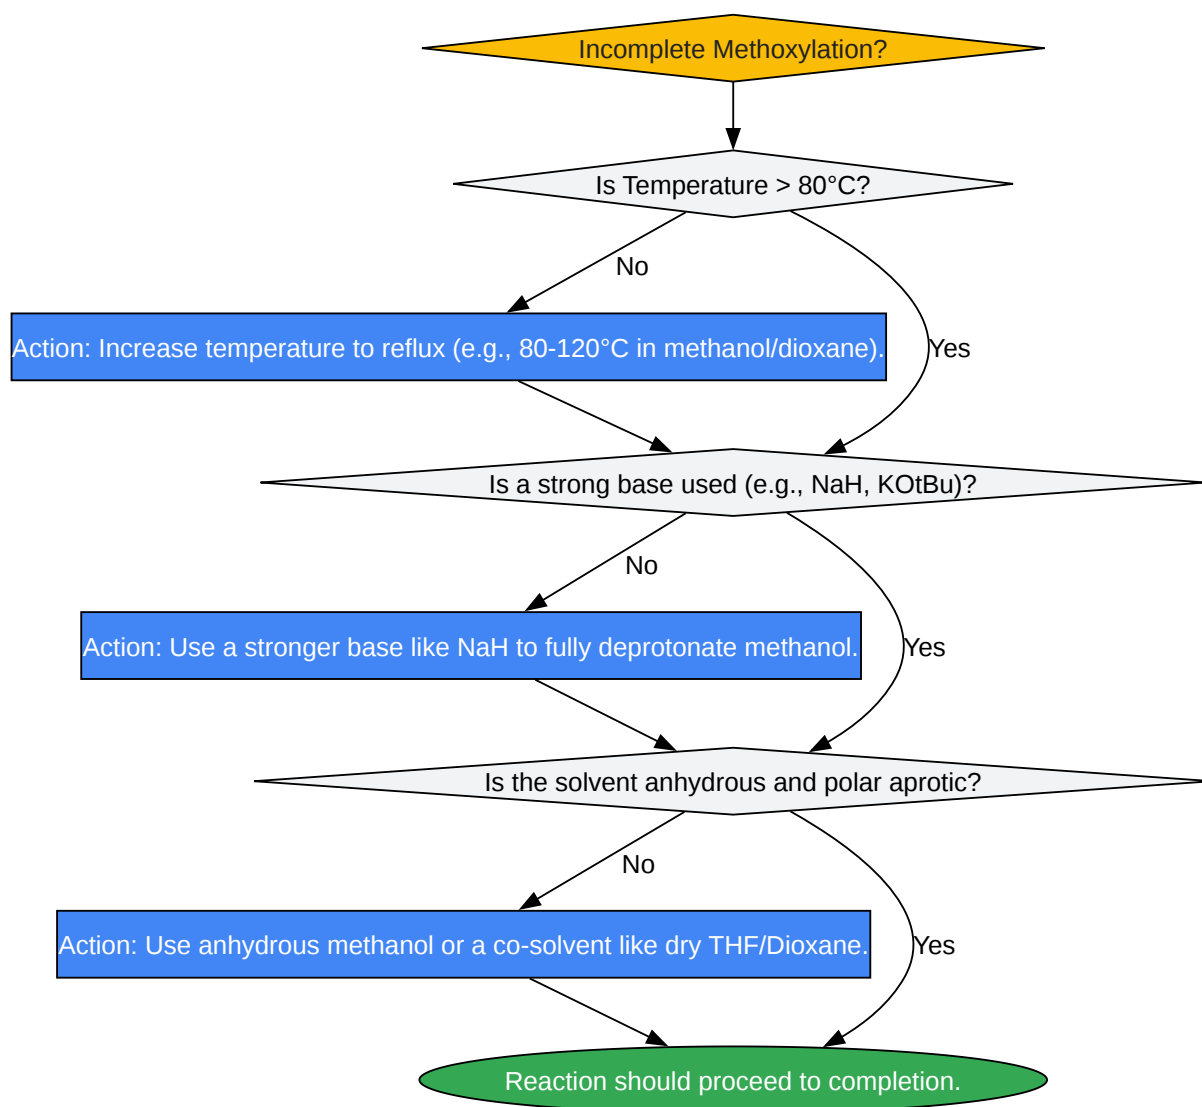 Incomplete Methoxylation?
Is Temperature > 80°C?
No
Action: Increase temperature to reflux (e.g., 80-120°C in methanol/dioxane).
Yes
Is a strong base used (e.g., NaH, KOtBu)?
No
Action: Use a stronger base like NaH to fully deprotonate methanol.
Yes
Is the solvent anhydrous and polar aprotic?
No
Action: Use anhydrous methanol or a co-solvent like dry THF/Dioxane.
Yes
Reaction should proceed to completion.